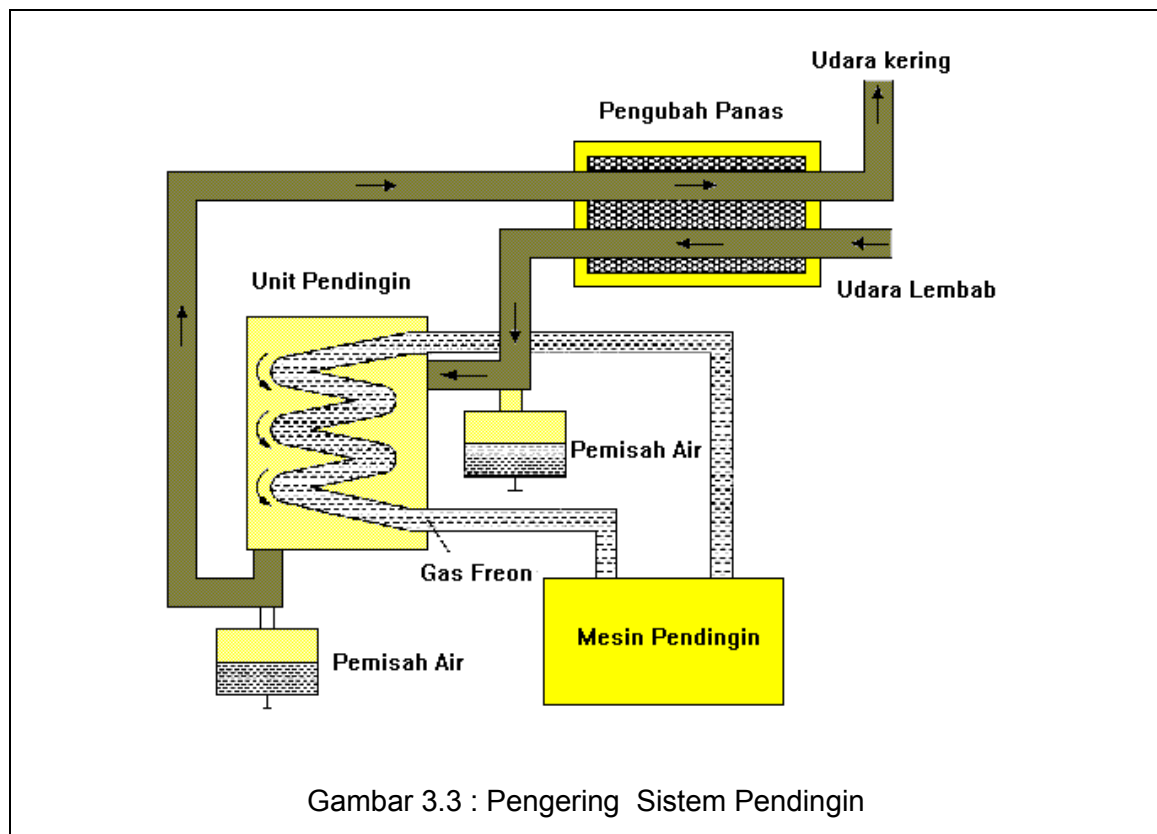 Udara kering
Pengubah Panas
Unit Pendingin
Udara Lembab
Pemisah Air
Gas Freon
Mesin Pendingin
Pemisah Air
Gambar 3.3 : Pengering Sistem Pendingin